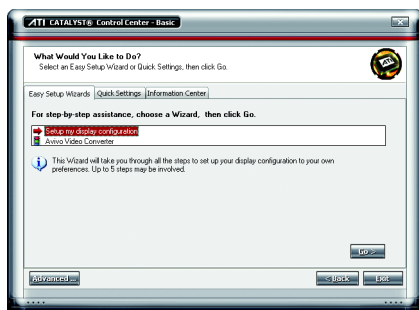 ATI CATALYST® Control Center - Basic
What Would You Like to Do?
Select an Easy Setup Wizard or Quick Settings, then click Go.
ATI
Easy Setup Wizards Quick Settings Information Center
For step-by-step assistance, choose a Wizard, then click Go.
Setup my display configuration
Avivo Video Converter
This Wizard will take you through all the steps to set up your display configuration to your own
preferences. Up to 5 steps may be involved.
Go >
Advanced ... < Back Exit